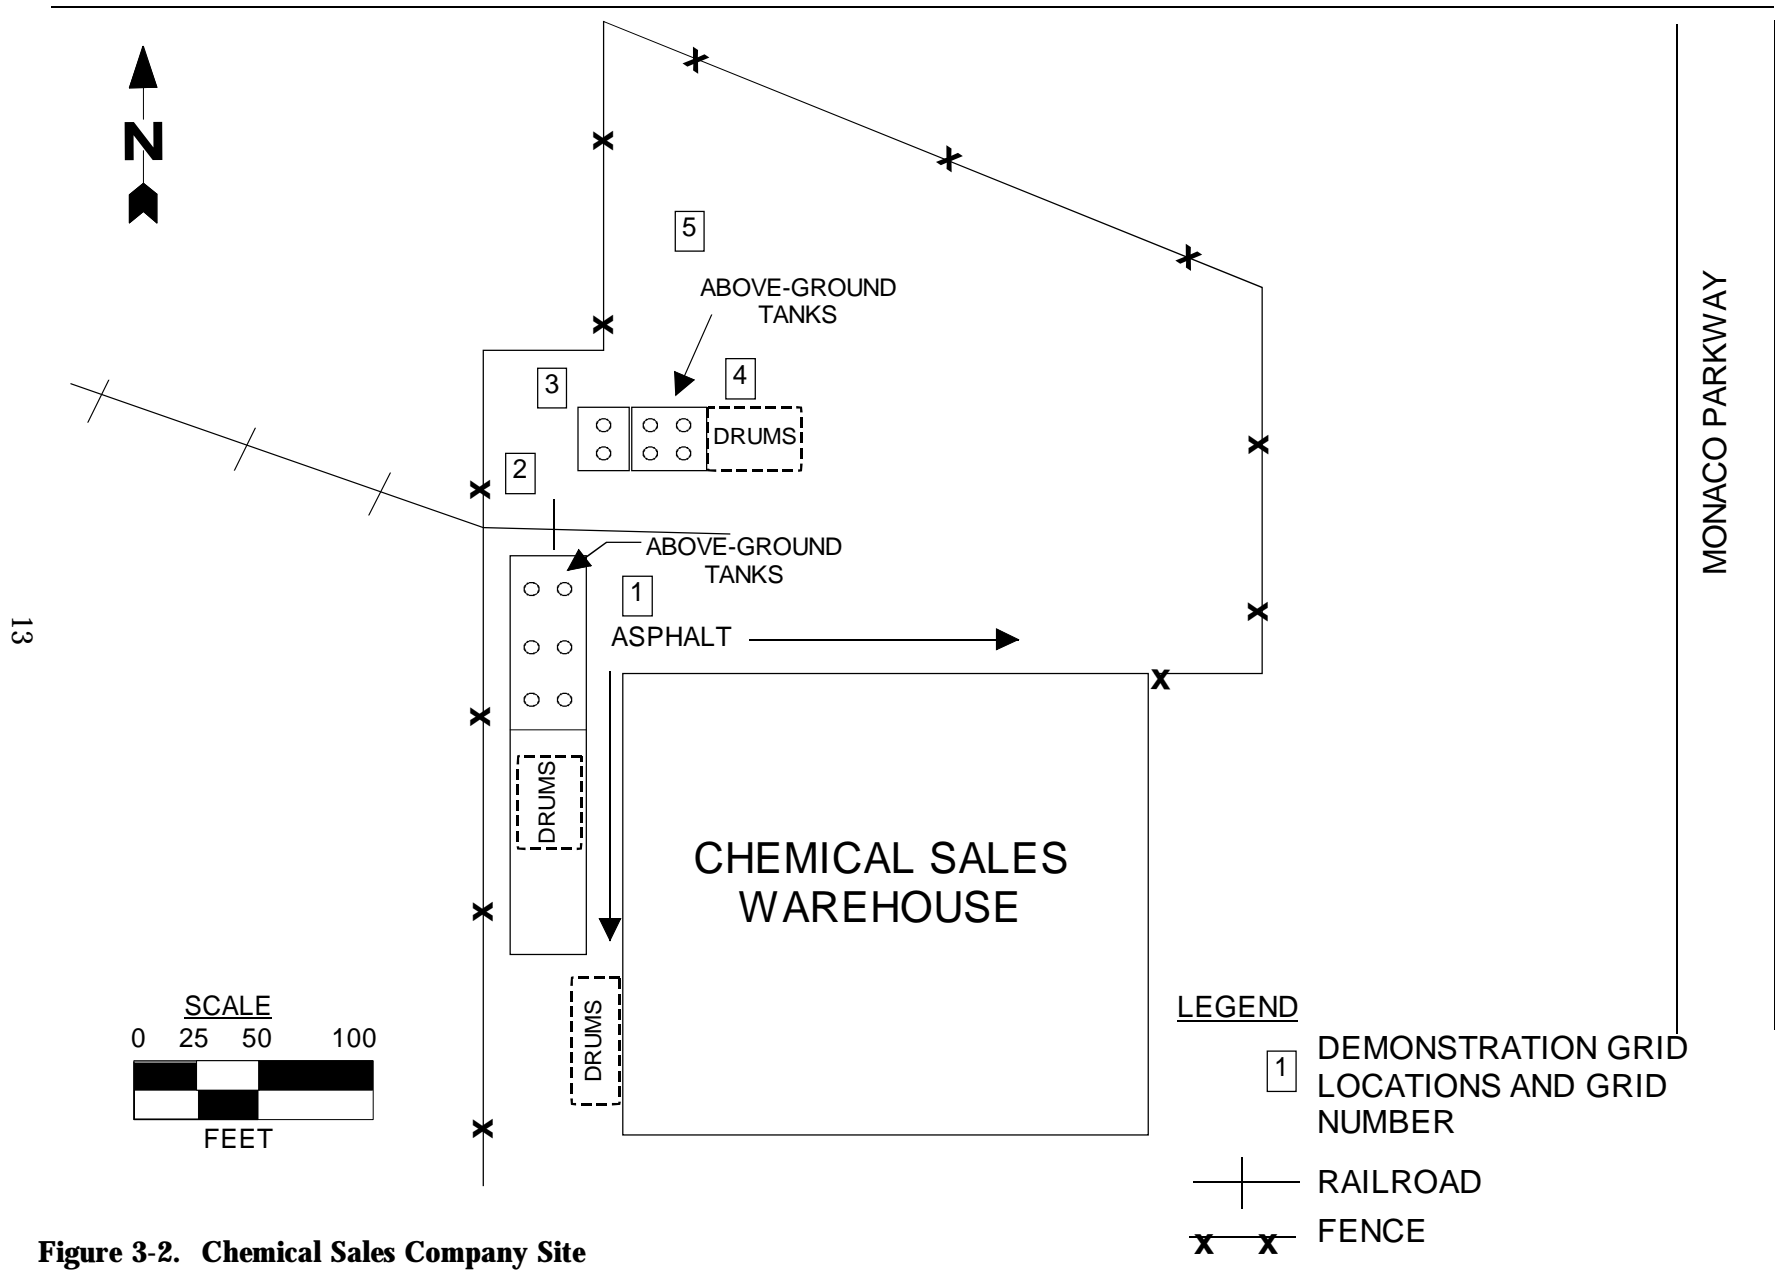 N
5
ABOVE-GROUND
TANKS
3
4
DRUMS
2
ABOVE-GROUND
TANKS
1
ASPHALT
MONACO PARKWAY
13
DRUMS
CHEMICAL SALES
WAREHOUSE
DRUMS
SCALE
0 25 50 100
FEET
LEGEND
1
DEMONSTRATION GRID
LOCATIONS AND GRID
NUMBER
RAILROAD
X X FENCE
Figure 3-2. Chemical Sales Company Site